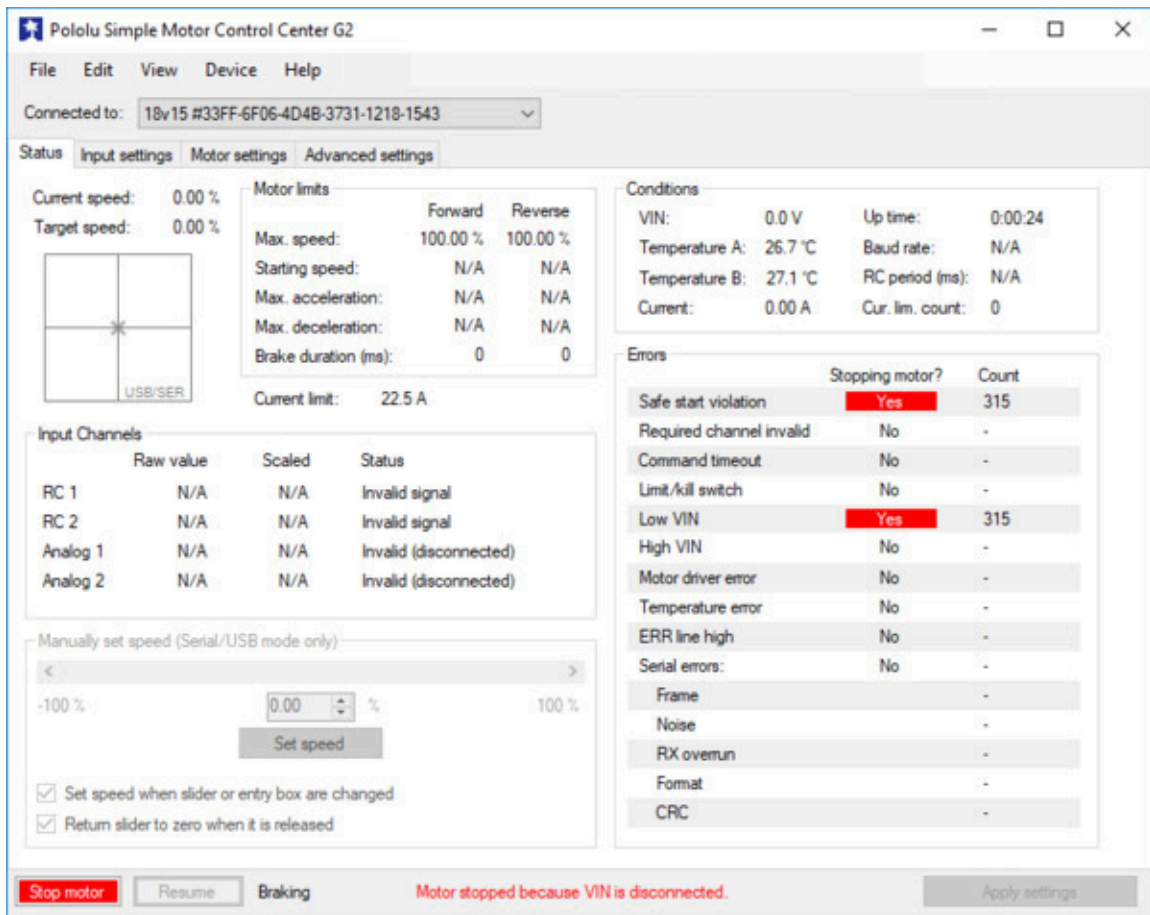 Pololu Simple Motor Control Center G2
File Edit View Device Help
Connected to: 18v15 #33FF-6F06-4D4B-3731-1218-1543
Status Input settings Motor settings Advanced settings
Current speed: 0.00 %
Target speed: 0.00 %
USB/SER
Motor limits
Forward Reverse
Max. speed: 100.00 % 100.00 %
Starting speed: N/A N/A
Max. acceleration: N/A N/A
Max. deceleration: N/A N/A
Brake duration (ms): 0 0
Current limit: 22.5 A
Input Channels
Raw value Scaled Status
RC 1 N/A N/A Invalid signal
RC 2 N/A N/A Invalid signal
Analog 1 N/A N/A Invalid (disconnected)
Analog 2 N/A N/A Invalid (disconnected)
Manually set speed (Serial/USB mode only)
-100 % 0.00 % 100 %
Set speed
Set speed when slider or entry box are changed
Return slider to zero when it is released
Conditions
VIN: 0.0 V Up time: 0:00:24
Temperature A: 26.7 °C Baud rate: N/A
Temperature B: 27.1 °C RC period (ms): N/A
Current: 0.00 A Cur. lim. count: 0
Errors
Stopping motor? Count
Safe start violation Yes 315
Required channel invalid No -
Command timeout No -
Limit/kill switch No -
Low VIN Yes 315
High VIN No -
Motor driver error No -
Temperature error No -
ERR line high No -
Serial errors: No -
Frame -
Noise -
RX overrun -
Format -
CRC -
Stop motor Resume Braking Motor stopped because VIN is disconnected. Apply settings